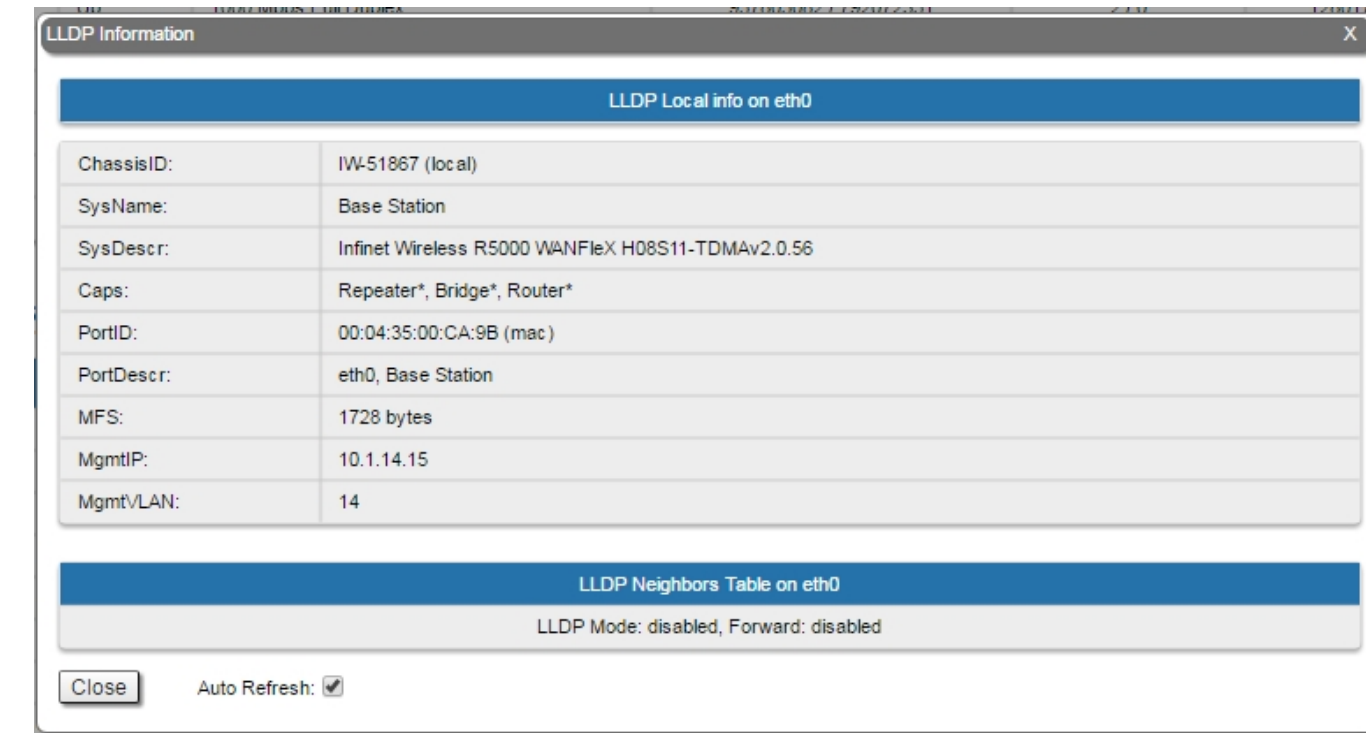 LLDP Information X
LLDP Local info on eth0
ChassisID: IW-51867 (local)
SysName: Base Station
SysDescr: Infinet Wireless R5000 WANFleX H08S11-TDMAv2.0.56
Caps: Repeater*, Bridge*, Router*
PortID: 00:04:35:00:CA:9B (mac)
PortDescr: eth0, Base Station
MFS: 1728 bytes
MgmtIP: 10.1.14.15
MgmtVLAN: 14
LLDP Neighbors Table on eth0
LLDP Mode: disabled, Forward: disabled
Close Auto Refresh: